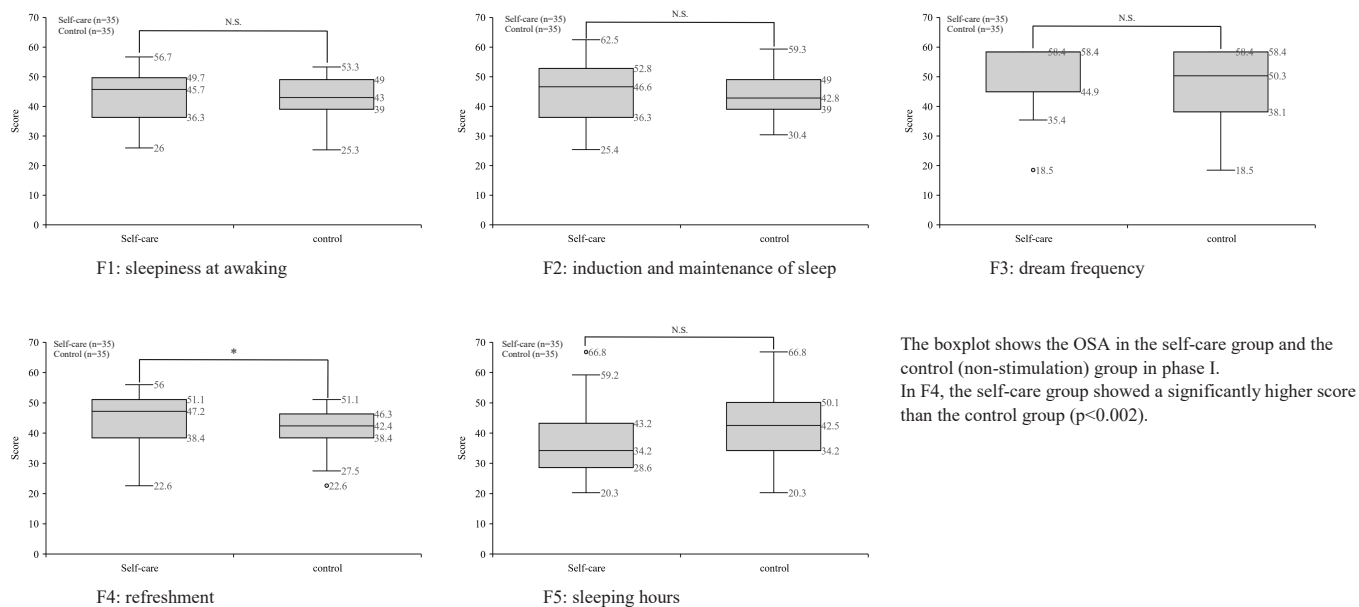 Self-care (n=35)
Control (n=35)
N.S.
70
60
50
40
30
20
10
0
Score
56.7
49.7
45.7
36.3
26
53.3
49
43
39
25.3
Self-care
control
F1: sleepiness at awaking
Self-care (n=35)
Control (n=35)
N.S.
70
60
50
40
30
20
10
0
Score
62.5
52.8
46.6
36.3
25.4
59.3
49
42.8
39
30.4
Self-care
control
F2: induction and maintenance of sleep
Self-care (n=35)
Control (n=35)
N.S.
70
60
50
40
30
20
10
0
Score
58.4
58.4
44.9
35.4
18.5
58.4
58.4
50.3
38.1
18.5
Self-care
control
F3: dream frequency
Self-care (n=35)
Control (n=35)
*
70
60
50
40
30
20
10
0
Score
56
51.1
47.2
38.4
22.6
51.1
46.3
42.4
38.4
27.5
22.6
Self-care
control
F4: refreshment
Self-care (n=35)
Control (n=35)
N.S.
70
60
50
40
30
20
10
0
Score
66.8
59.2
43.2
34.2
28.6
20.3
66.8
50.1
42.5
34.2
20.3
Self-care
control
F5: sleeping hours
The boxplot shows the OSA in the self-care group and the
control (non-stimulation) group in phase I.
In F4, the self-care group showed a significantly higher score
than the control group (p<0.002).